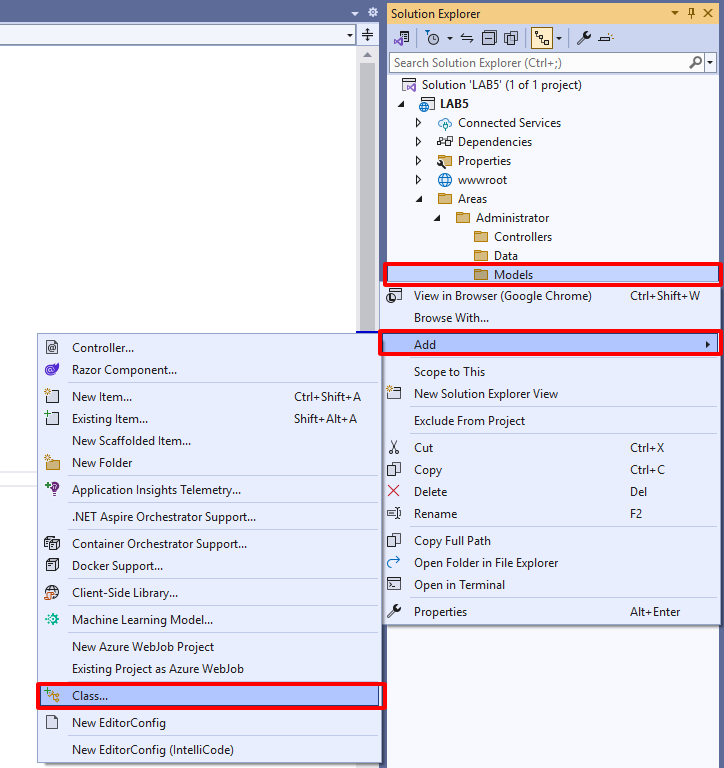 Solution Explorer
Search Solution Explorer (Ctrl+;)
Solution 'LAB5' (1 of 1 project)
LAB5
Connected Services
Dependencies
Properties
wwwroot
Areas
Administrator
Controllers
Data
Models
View in Browser (Google Chrome) Ctrl+Shift+W
Browse With...
Add
Scope to This
New Solution Explorer View
Exclude From Project
Cut Ctrl+X
Copy Ctrl+C
Delete Del
Rename F2
Copy Full Path
Open Folder in File Explorer
Open in Terminal
Properties Alt+Enter
Controller...
Razor Component...
New Item... Ctrl+Shift+A
Existing Item... Shift+Alt+A
New Scaffolded Item...
New Folder
Application Insights Telemetry...
.NET Aspire Orchestrator Support...
Container Orchestrator Support...
Docker Support...
Client-Side Library...
Machine Learning Model...
New Azure WebJob Project
Existing Project as Azure WebJob
Class...
New EditorConfig
New EditorConfig (IntelliCode)